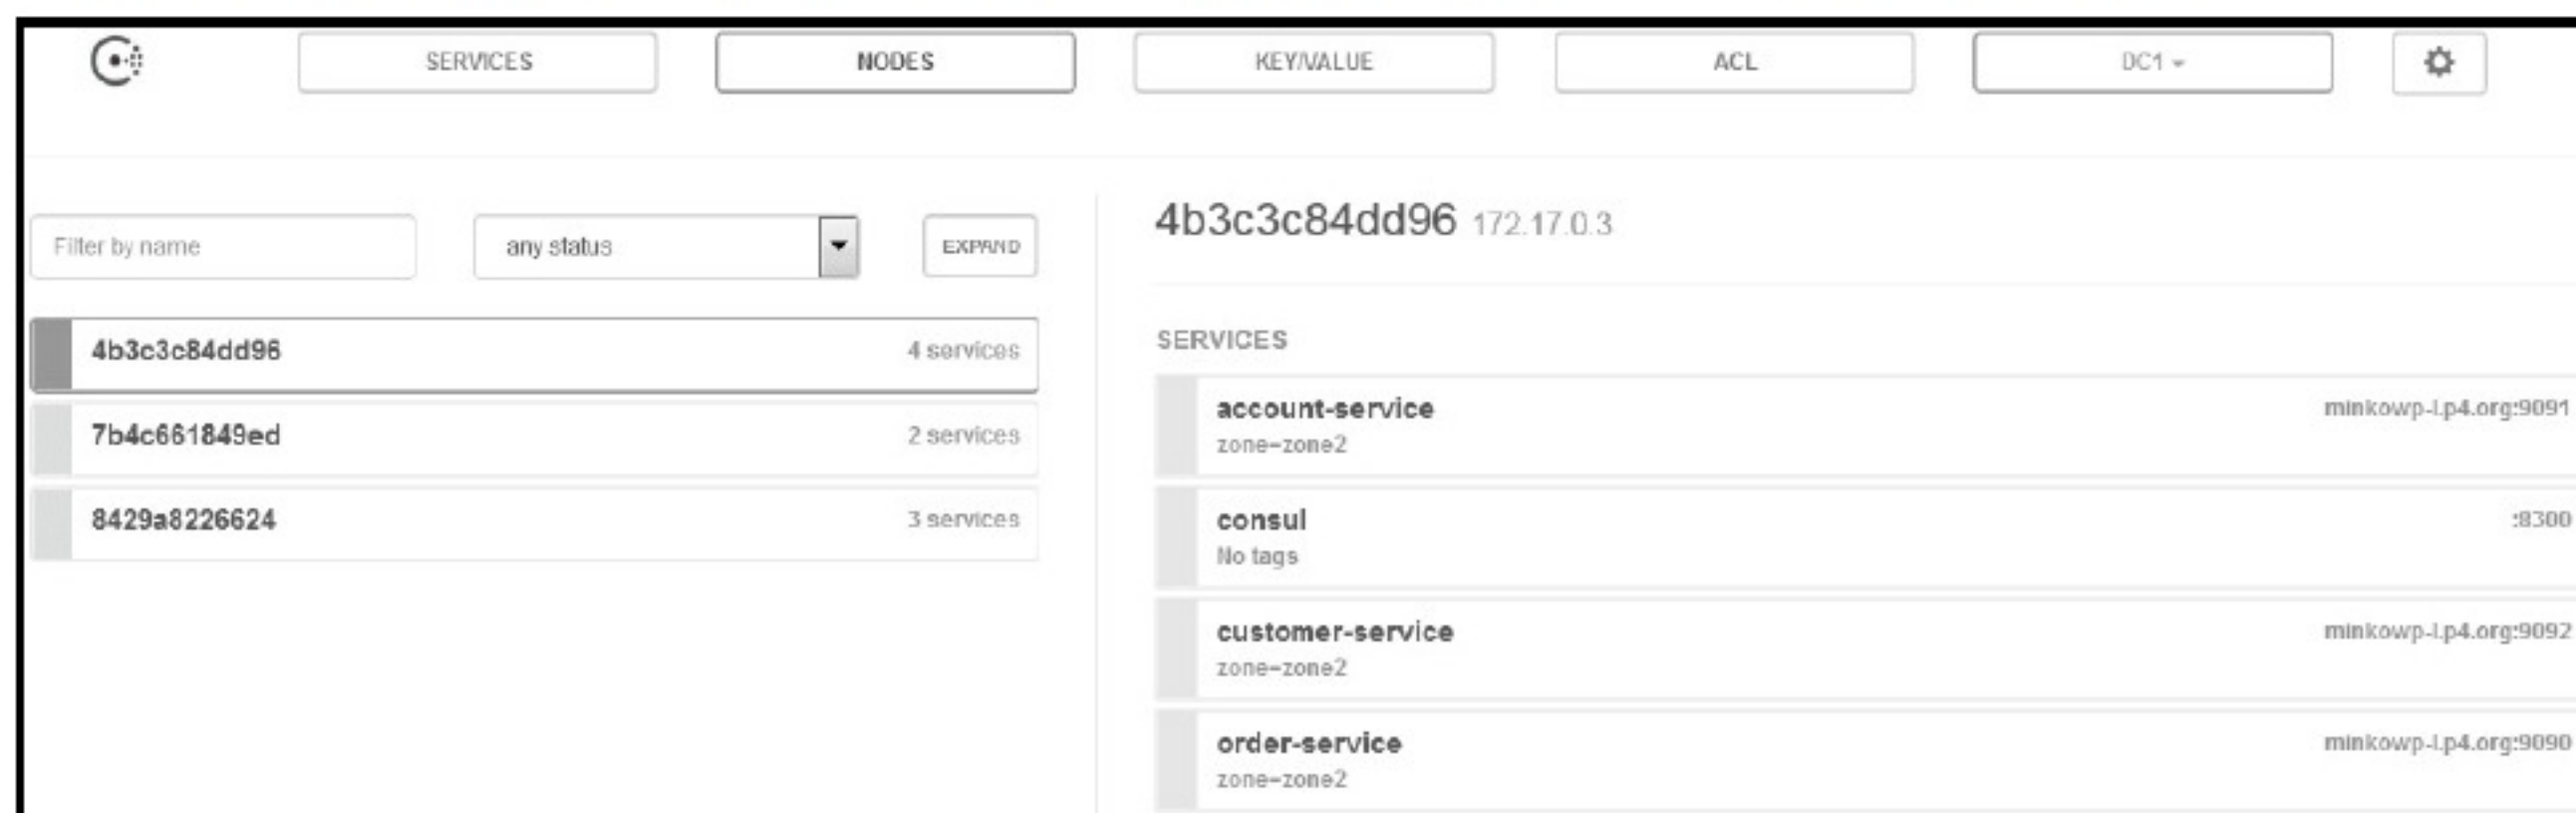 SERVICES NODES KEY/VALUE ACL DC1
Filter by name any status EXPAND
4b3c3c84dd96 4 services
7b4c661849ed 2 services
8429a8226624 3 services
4b3c3c84dd96 172.17.0.3
SERVICES
account-service minkowp-l.p4.org:9091
zone=zone2
consul :8300
No tags
customer-service minkowp-l.p4.org:9092
zone=zone2
order-service minkowp-l.p4.org:9090
zone=zone2